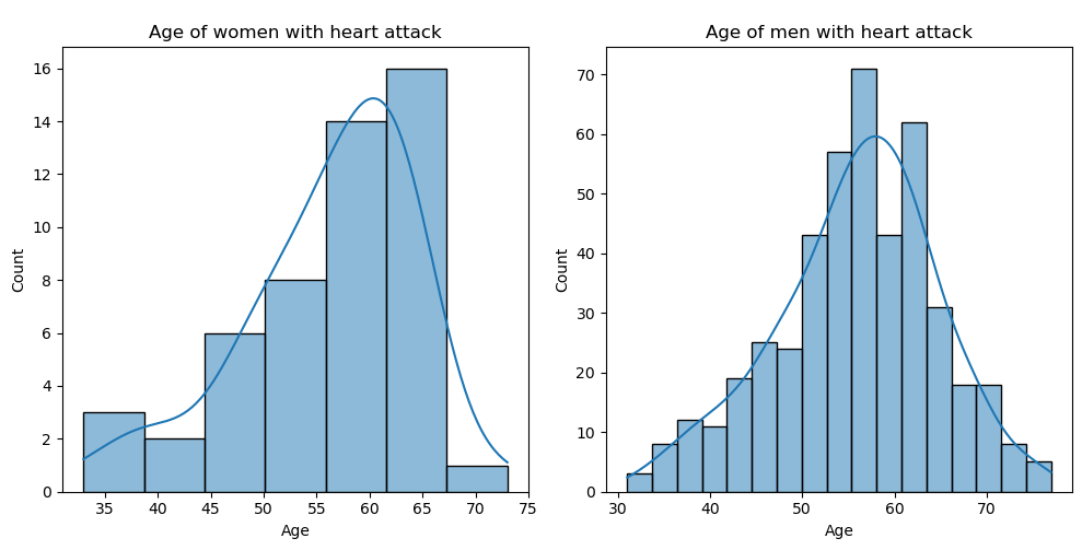 Age of women with heart attack
16
14
12
10
8
6
4
2
0
Count
35 40 45 50 55 60 65 70 75
Age
Age of men with heart attack
70
60
50
40
30
20
10
0
Count
30 40 50 60 70
Age